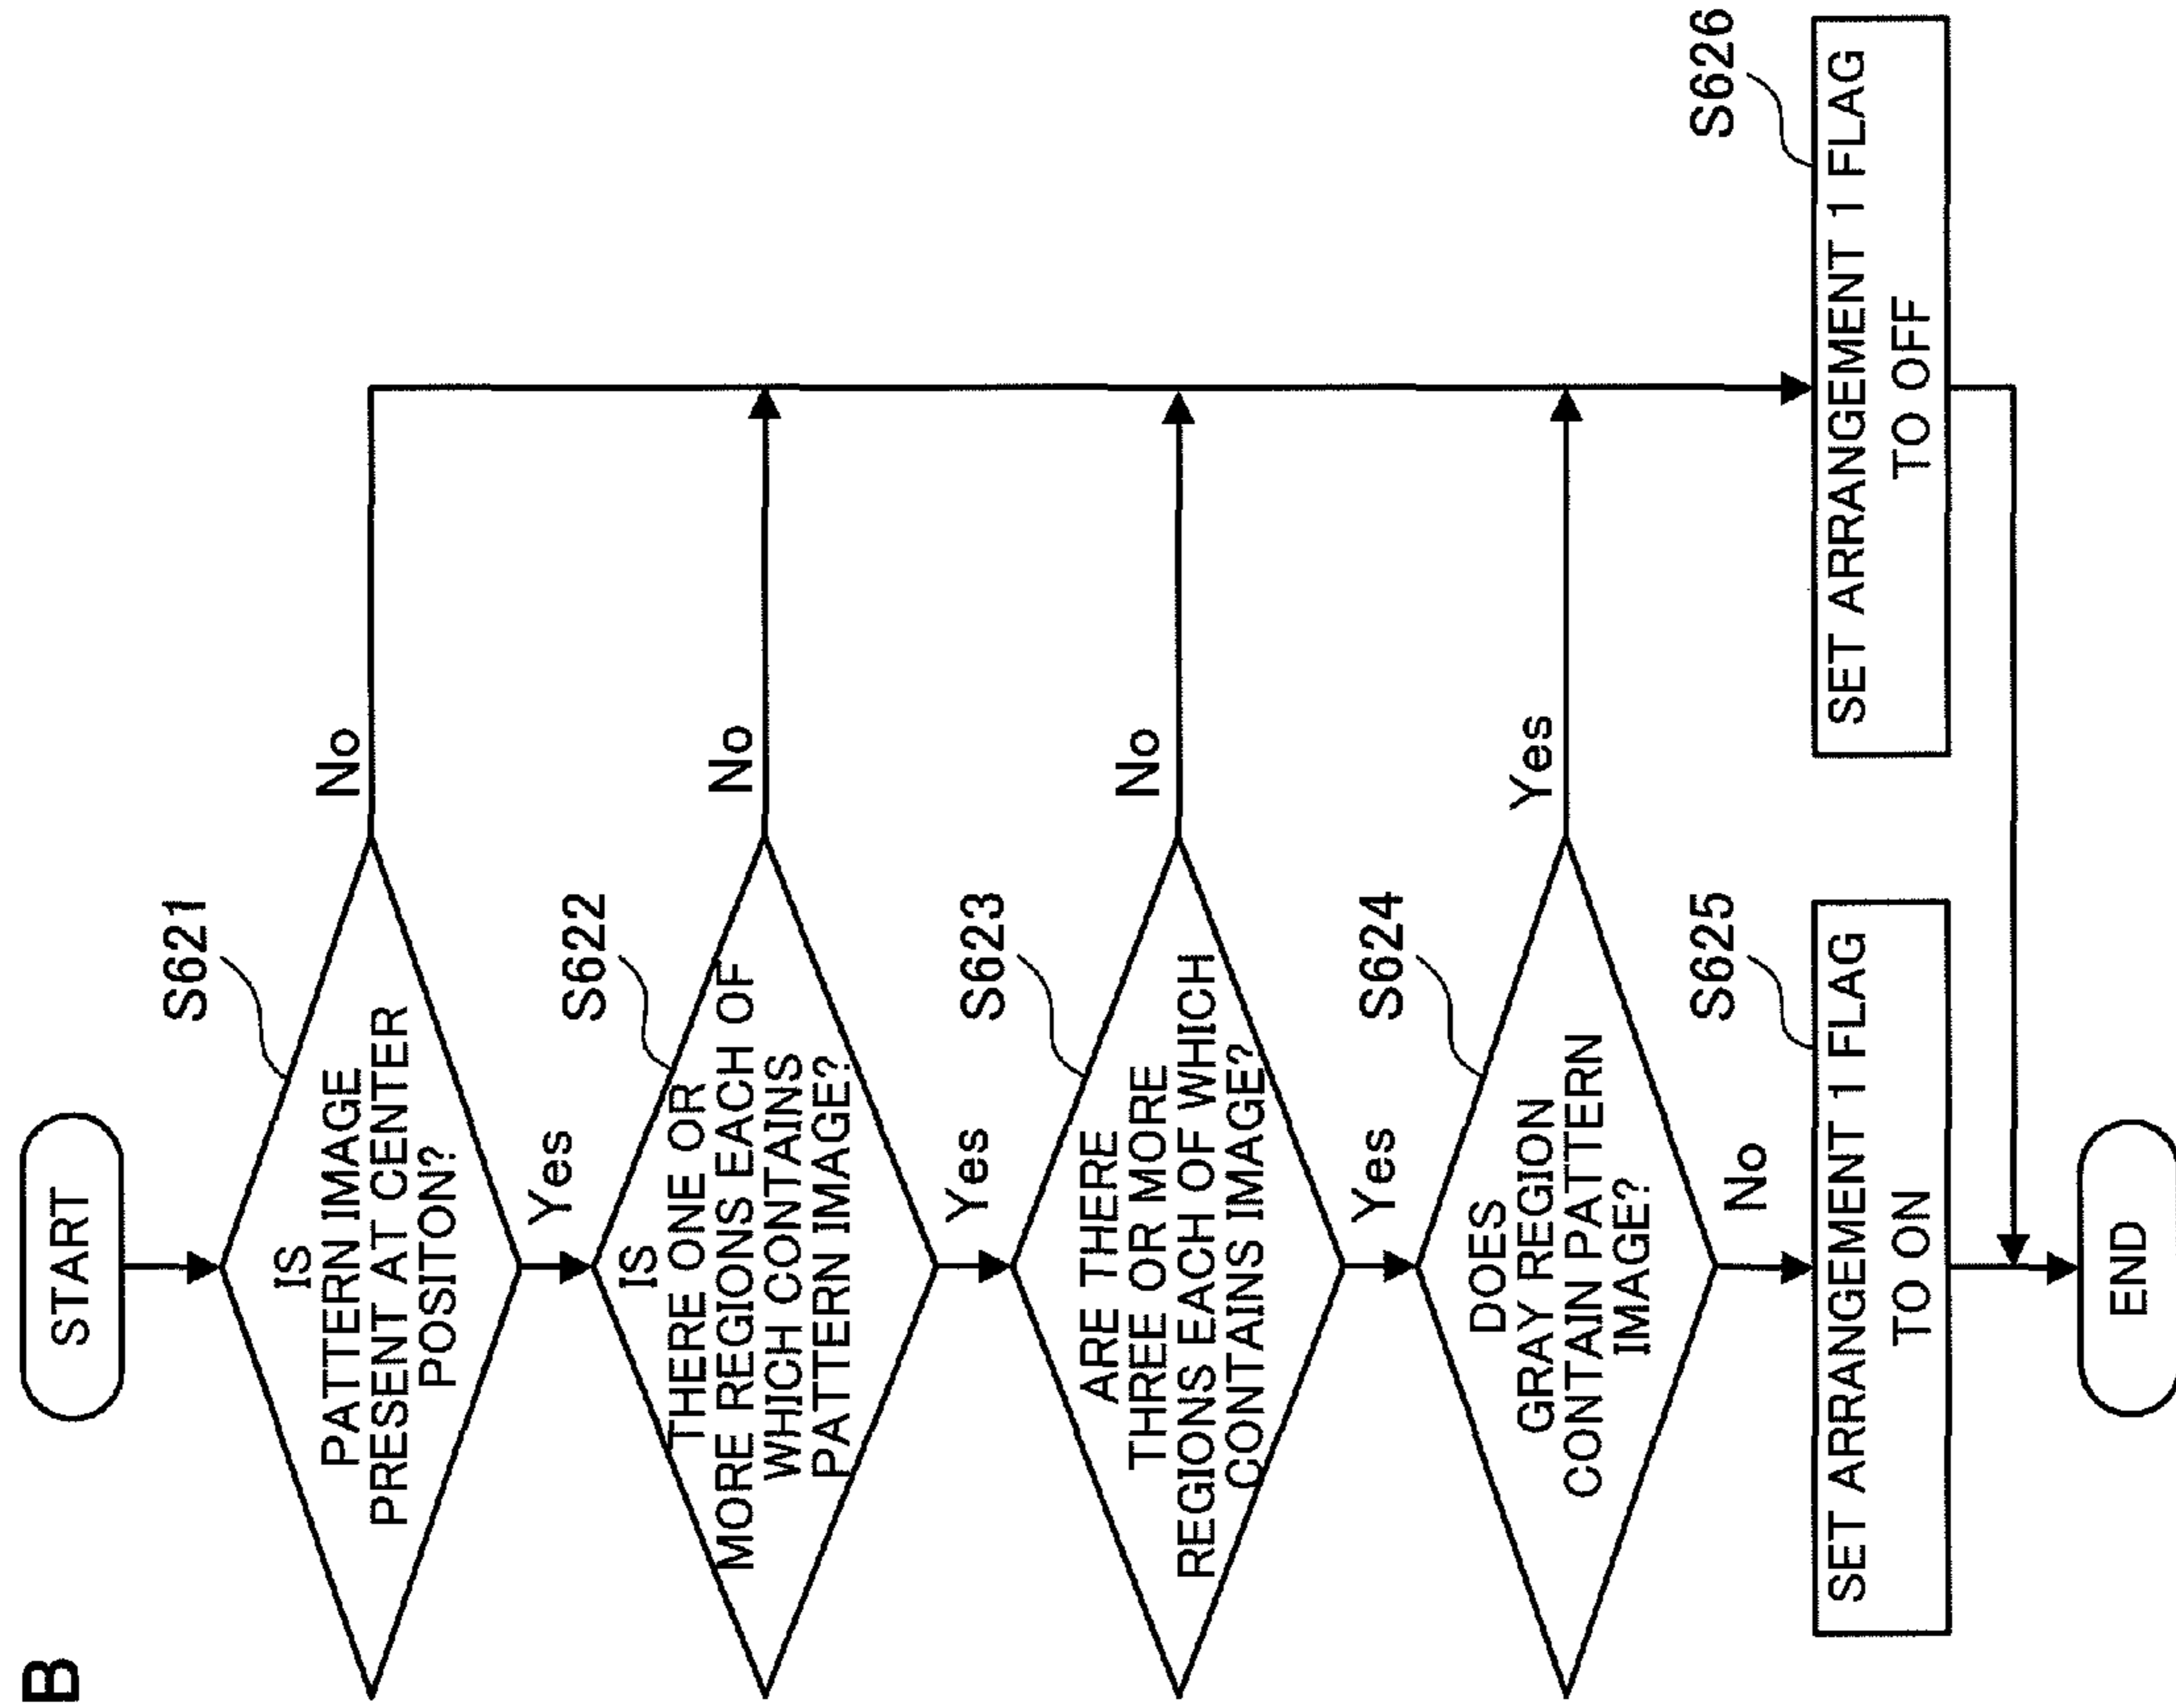 B
START
S621
IS
PATTERN IMAGE
PRESENT AT CENTER
POSITON?
No
Yes
S622
IS
THERE ONE OR
MORE REGIONS EACH OF
WHICH CONTAINS
PATTERN IMAGE?
No
Yes
S623
ARE THERE
THREE OR MORE
REGIONS EACH OF WHICH
CONTAINS IMAGE?
No
Yes
S624
DOES
GRAY REGION
CONTAIN PATTERN
IMAGE?
Yes
No
S625
SET ARRANGEMENT 1 FLAG
TO ON
S626
SET ARRANGEMENT 1 FLAG
TO OFF
END